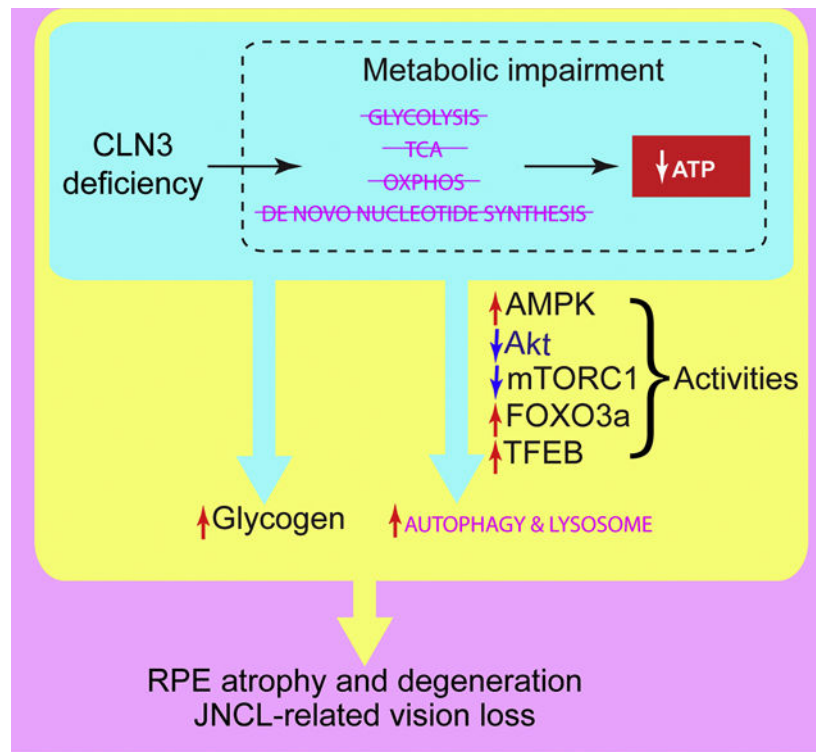 Metabolic impairment
CLN3
deficiency
GLYCOLYSIS
TCA
OXPHOS
DE NOVO NUCLEOTIDE SYNTHESIS
↓ATP
↑AMPK
↓Akt
↓mTORC1
↑FOXO3a
↑TFEB
Activities
↑Glycogen
↑AUTOPHAGY & LYSOSOME
RPE atrophy and degeneration
JNCL-related vision loss